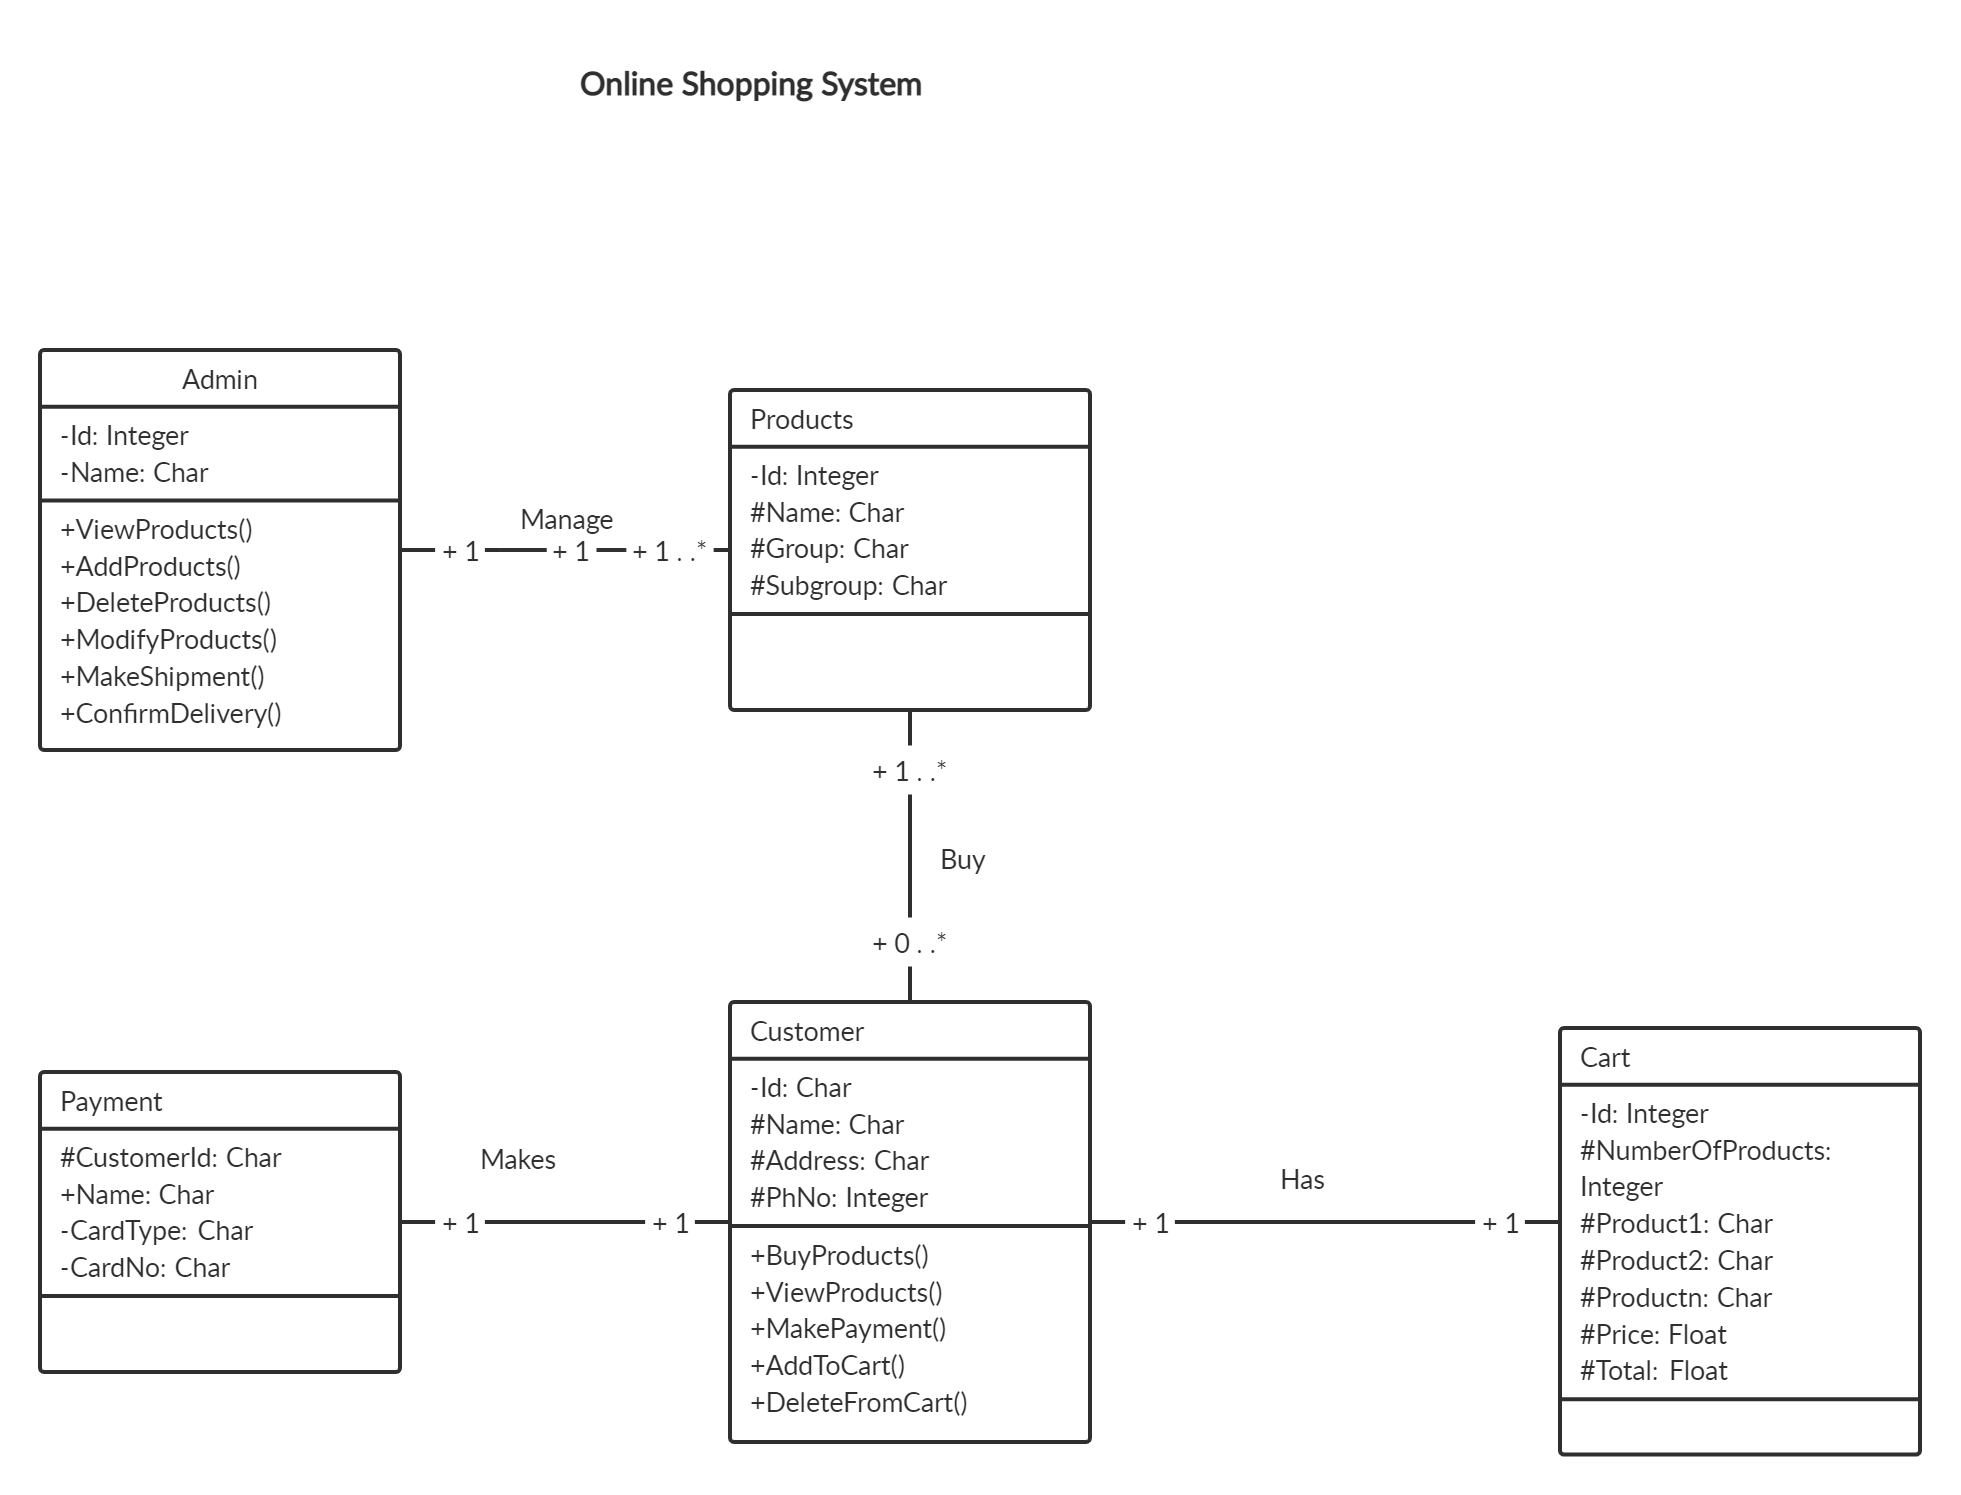 Online Shopping System
Admin
-Id: Integer
-Name: Char
+ViewProducts()
+AddProducts()
+DeleteProducts()
+ModifyProducts()
+MakeShipment()
+ConfirmDelivery()
Manage
+ 1
+ 1
+ 1 . .*
Products
-Id: Integer
#Name: Char
#Group: Char
#Subgroup: Char
+ 1 . .*
Buy
+ 0 . .*
Payment
#CustomerId: Char
+Name: Char
-CardType: Char
-CardNo: Char
Makes
+ 1
+ 1
Customer
-Id: Char
#Name: Char
#Address: Char
#PhNo: Integer
+BuyProducts()
+ViewProducts()
+MakePayment()
+AddToCart()
+DeleteFromCart()
Has
+ 1
+ 1
Cart
-Id: Integer
#NumberOfProducts:
Integer
#Product1: Char
#Product2: Char
#Productn: Char
#Price: Float
#Total: Float